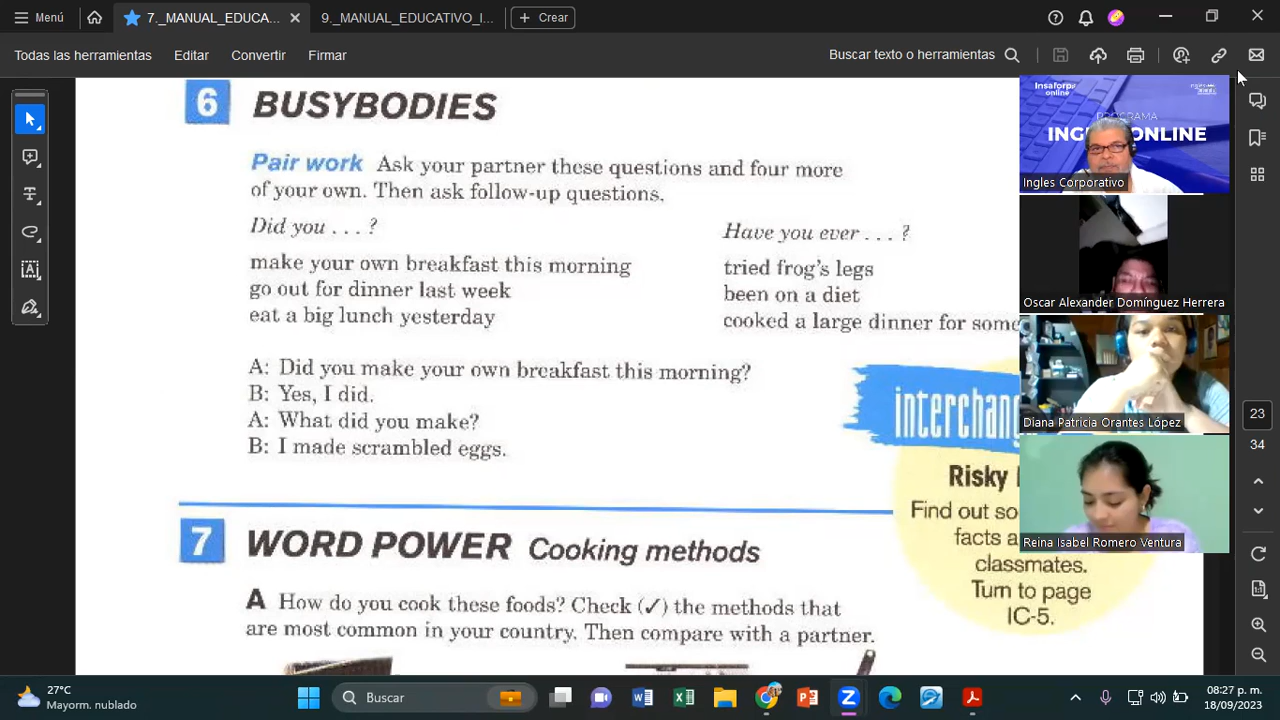 Menú
7._MANUAL_EDUCA...
9._MANUAL_EDUCATIVO_I...
Crear
Todas las herramientas
Editar
Convertir
Firmar
Buscar texto o herramientas
6 BUSYBODIES
Pair work Ask your partner these questions and four more
of your own. Then ask follow-up questions.
Did you . . . ?
make your own breakfast this morning
go out for dinner last week
eat a big lunch yesterday
Have you ever . . . ?
tried frog's legs
been on a diet
cooked a large dinner for some
A: Did you make your own breakfast this morning?
B: Yes, I did.
A: What did you make?
B: I made scrambled eggs.
interchan
Risky
Find out so
facts a
classmates.
Turn to page
IC-5.
7 WORD POWER Cooking methods
A How do you cook these foods? Check (✓) the methods that
are most common in your country. Then compare with a partner.
Insaforp
online
PROGRAMA
INGL ONLINE
Ingles Corporativo
Oscar Alexander Domínguez Herrera
Diana Patricia Orantes López
Reina Isabel Romero Ventura
23
34
27°C
Mayorm. nublado
Buscar
08:27 p. m.
18/09/2023